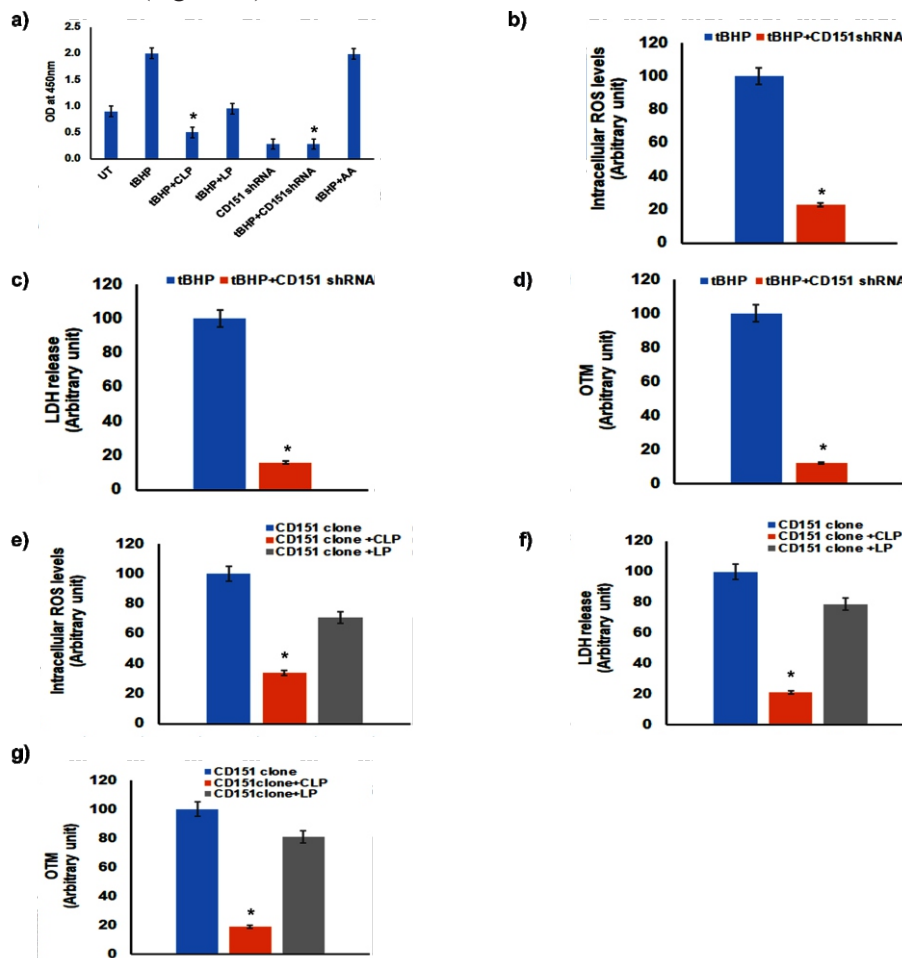 a)
OD at 450nm
2.0
1.5
1.0
0.5
0.0
*
*
UT
tBHP
tBHP+CLP
tBHP+LP
CD151 shRNA
tBHP+CD151shRNA
tBHP+AA
b)
tBHP tBHP+CD151shRNA
Intracellular ROS levels
(Arbitrary unit)
120
100
80
60
40
20
0
*
c)
tBHP tBHP+CD151 shRNA
LDH release
(Arbitrary unit)
120
100
80
60
40
20
0
*
d)
tBHP tBHP+CD151 shRNA
OTM
(Arbitrary unit)
120
100
80
60
40
20
0
*
e)
CD151 clone
CD151 clone +CLP
CD151 clone +LP
Intracellular ROS levels
(Arbitrary unit)
120
100
80
60
40
20
0
*
f)
CD151 clone
CD151 clone +CLP
CD151 clone +LP
LDH release
(Arbitrary unit)
120
100
80
60
40
20
0
*
g)
CD151 clone
CD151clone+CLP
CD151clone+LP
OTM
(Arbitrary unit)
120
100
80
60
40
20
0
*